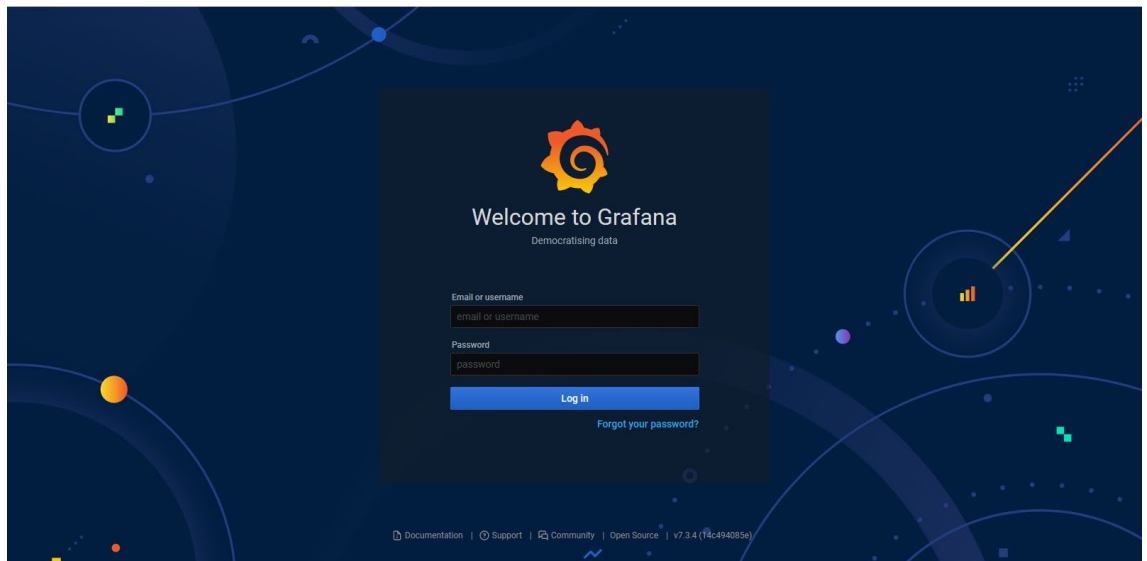 Welcome to Grafana
Democratising data
Email or username
email or username
Password
password
Log in
Forgot your password?
Documentation | Support | Community | Open Source | v7.3.4 (14c494085e)